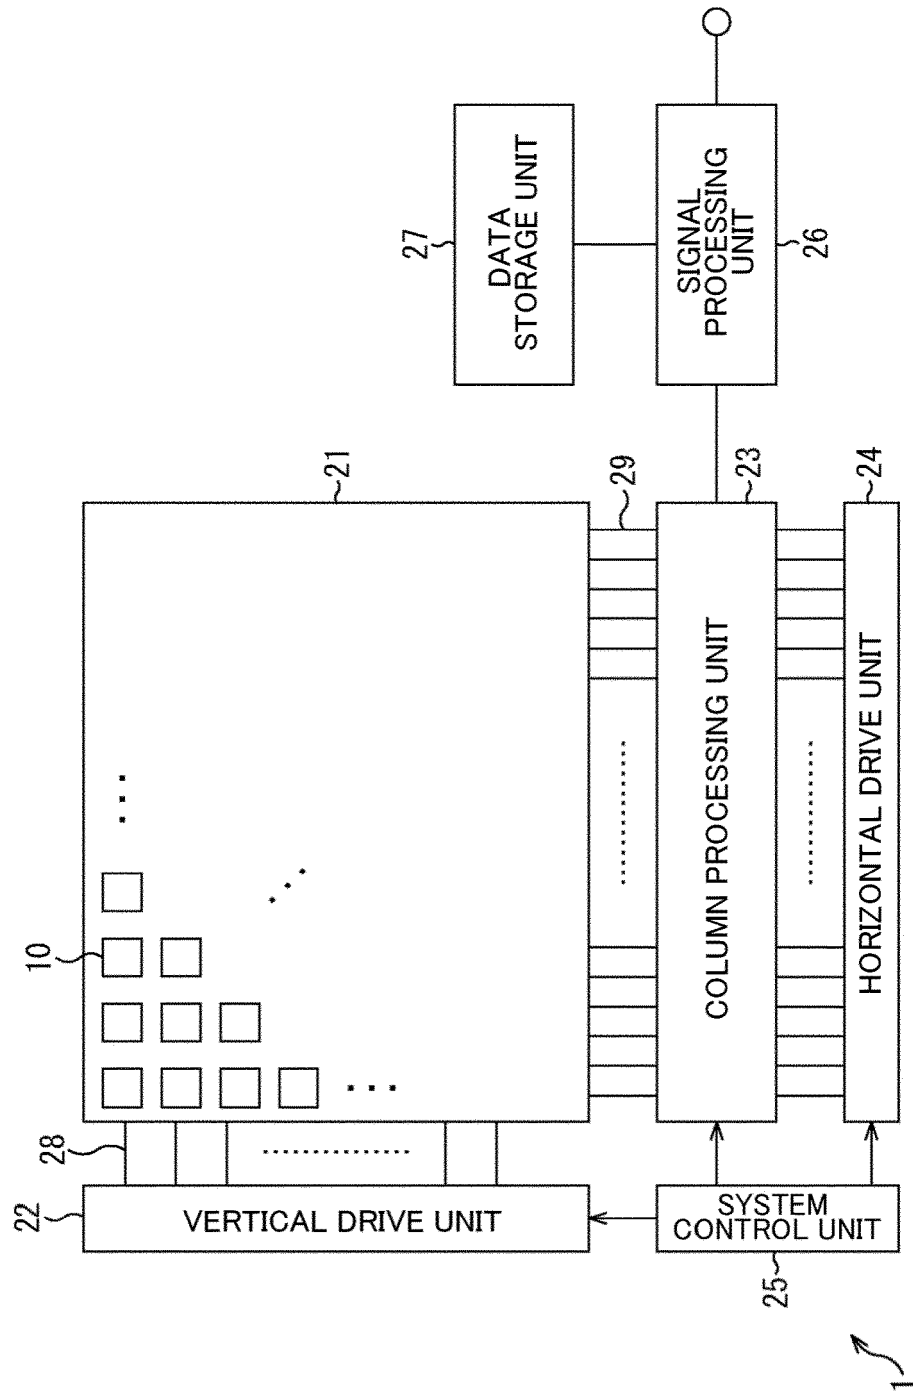 10
28
22
VERTICAL DRIVE UNIT
21
27
DATA
STORAGE UNIT
29
SIGNAL
PROCESSING
UNIT
26
COLUMN PROCESSING UNIT
23
HORIZONTAL DRIVE UNIT
24
SYSTEM
CONTROL UNIT
25
1